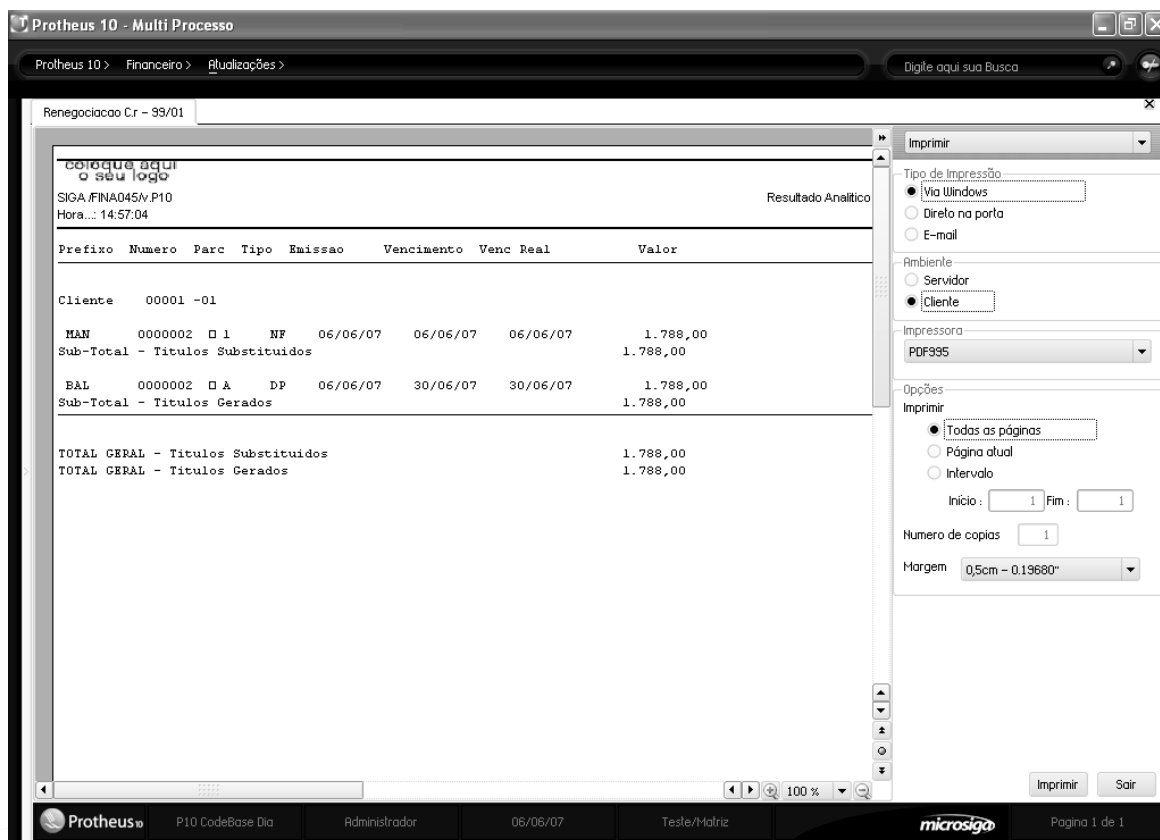 Protheus 10 - Multi Processo
Protheus 10 > Financeiro > Atualizações >
Digite aqui sua Busca
Renegociacao C.r - 99/01
coloque aqui
o seu logo
SIGA /FINA045/v.P10
Resultado Analitico
Hora...: 14:57:04
Prefixo Numero Parc Tipo Emissao Vencimento Venc Real Valor
Cliente 00001 -01
MAN 0000002 1 NF 06/06/07 06/06/07 06/06/07 1.788,00
Sub-Total - Titulos Substituidos 1.788,00
BAL 0000002 A DP 06/06/07 30/06/07 30/06/07 1.788,00
Sub-Total - Titulos Gerados 1.788,00
TOTAL GERAL - Titulos Substituidos 1.788,00
TOTAL GERAL - Titulos Gerados 1.788,00
100 %
Imprimir
Tipo de Impressão
Via Windows
Direto na porta
E-mail
Ambiente
Servidor
Cliente
Impressora
PDF995
Opções
Imprimir
Todas as páginas
Página atual
Intervalo
Início : 1 Fim : 1
Numero de copias 1
Margem 0,5cm - 0.19680"
Imprimir Sair
Protheus10 P10 CodeBase Dia Administrador 06/06/07 Teste/Matriz microsiga Pagina 1 de 1